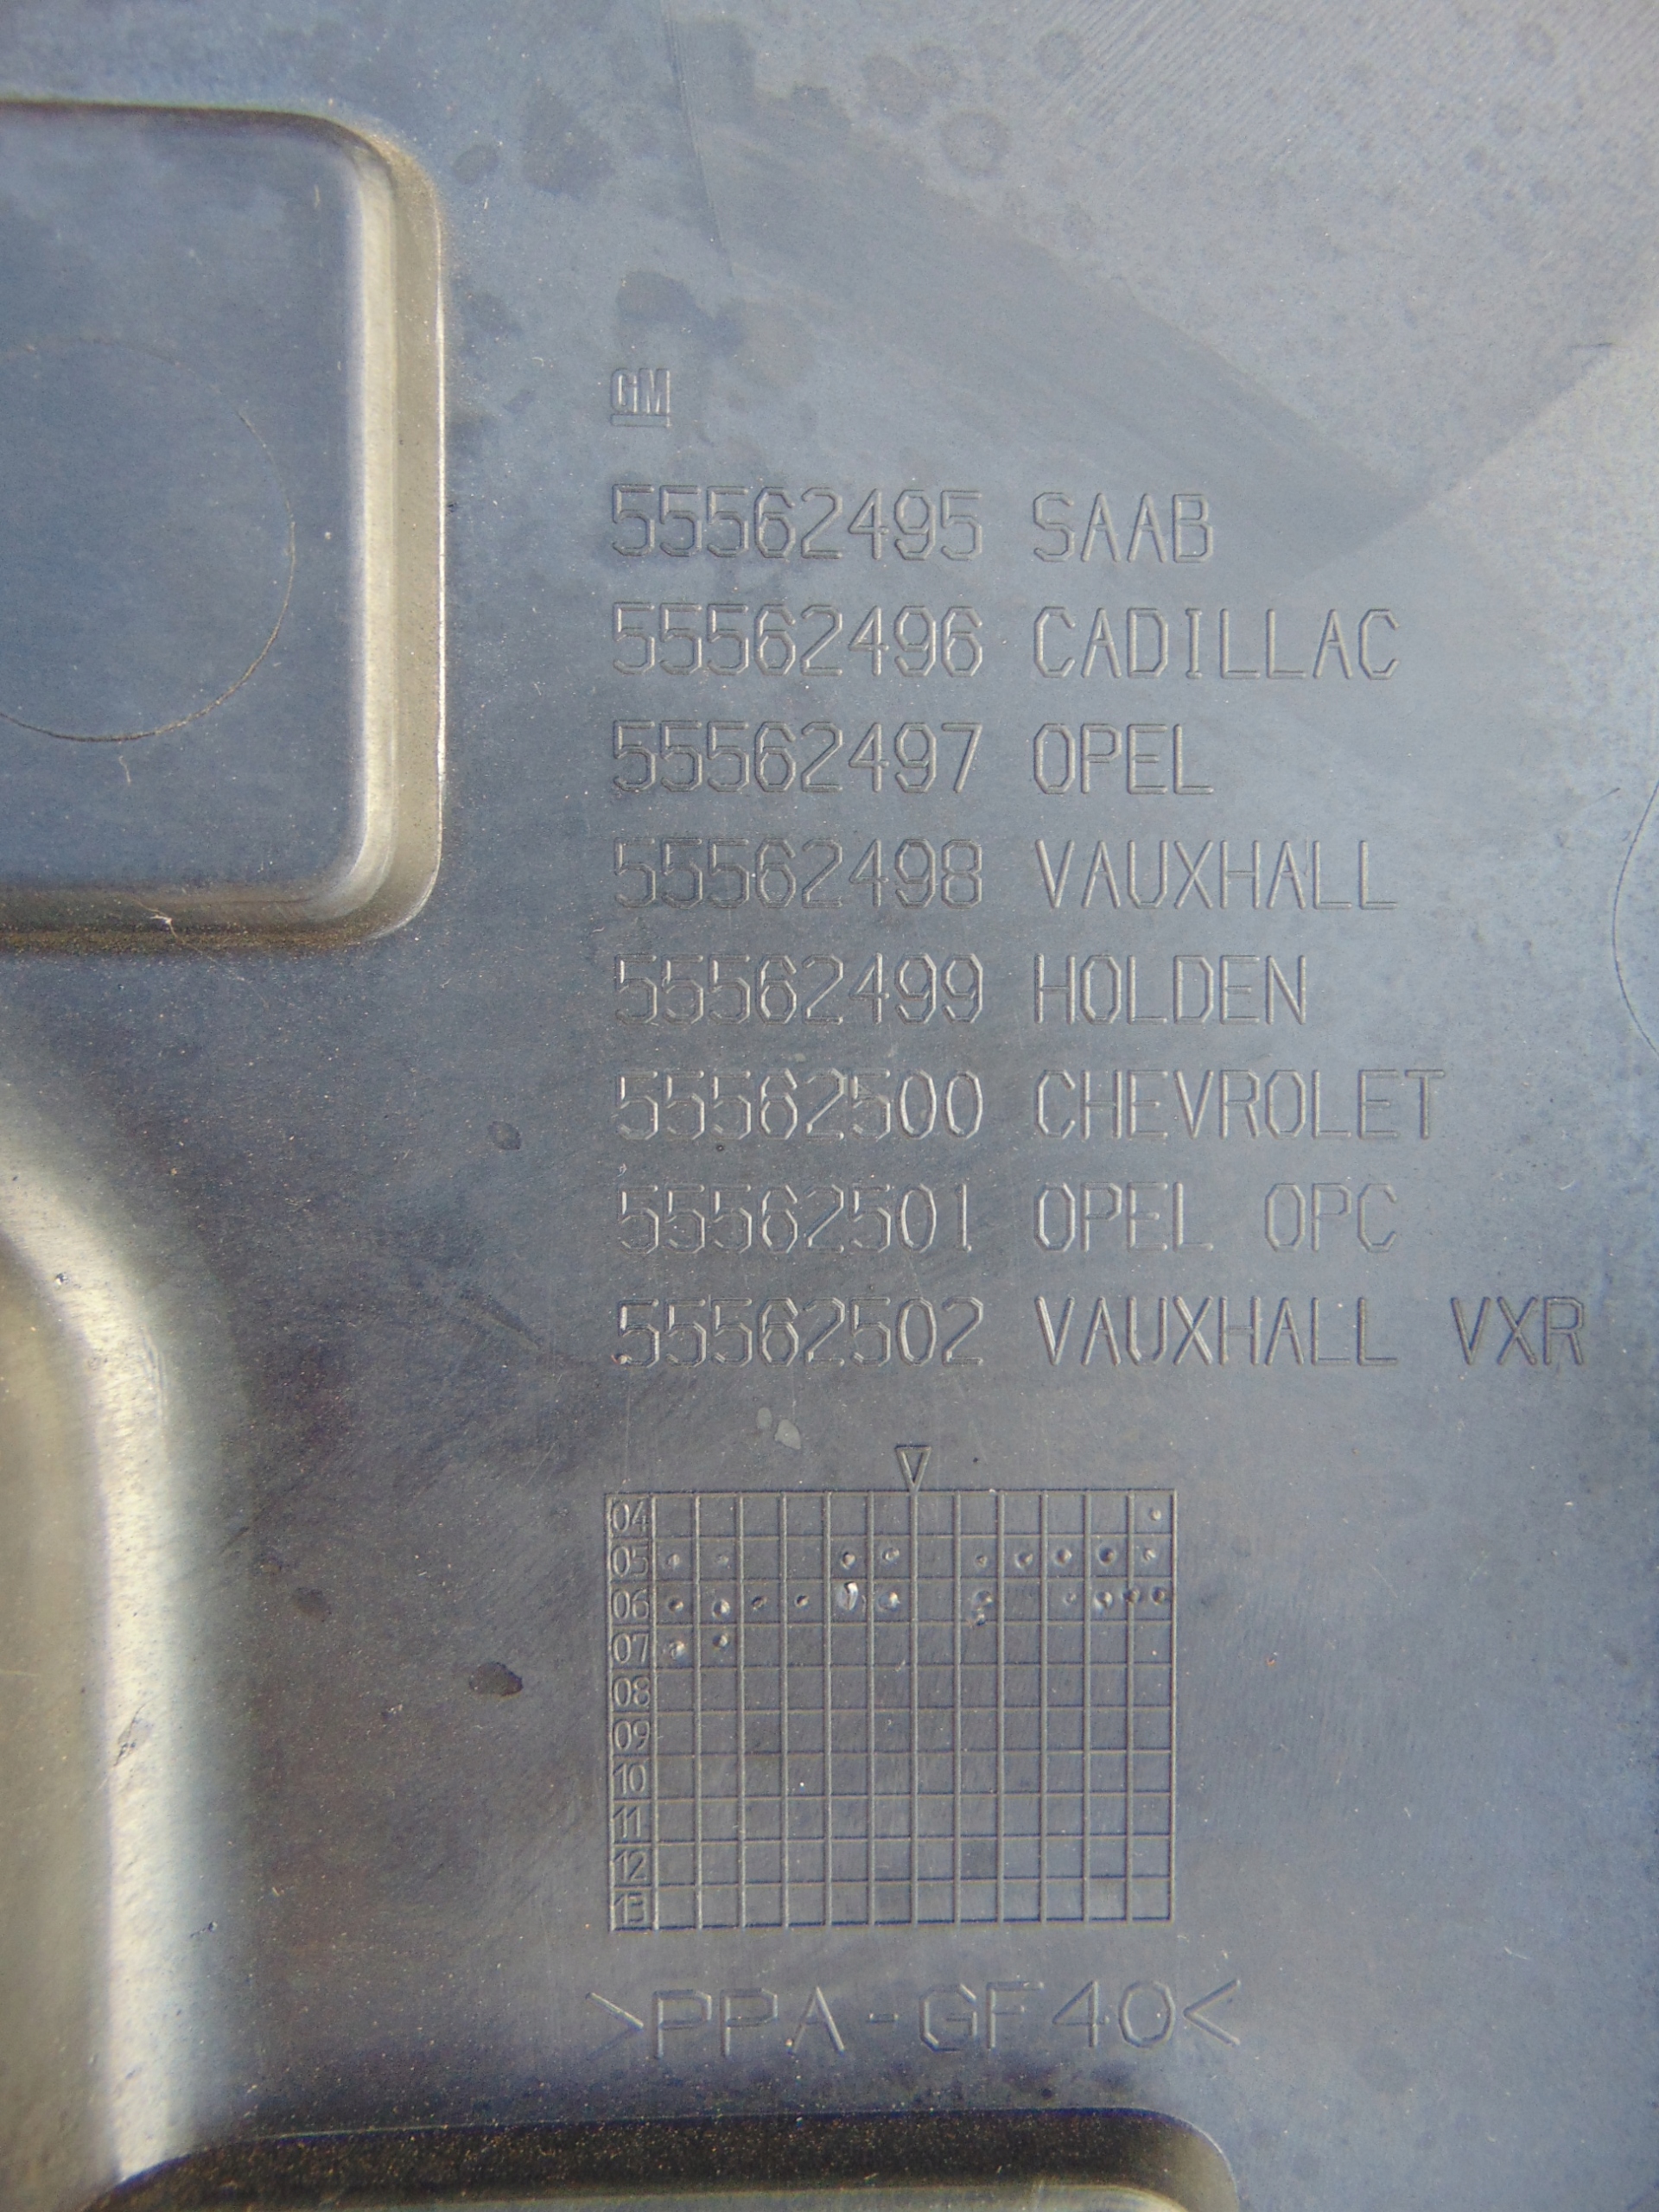 GM
55562495 SAAB
55562496 CADILLAC
55562497 OPEL
55562498 VAUXHALL
55562499 HOLDEN
55562500 CHEVROLET
55562501 OPEL OPC
55562502 VAUXHALL VXR
04
05
06
07
08
09
10
11
12
13
>PPA-GF40<